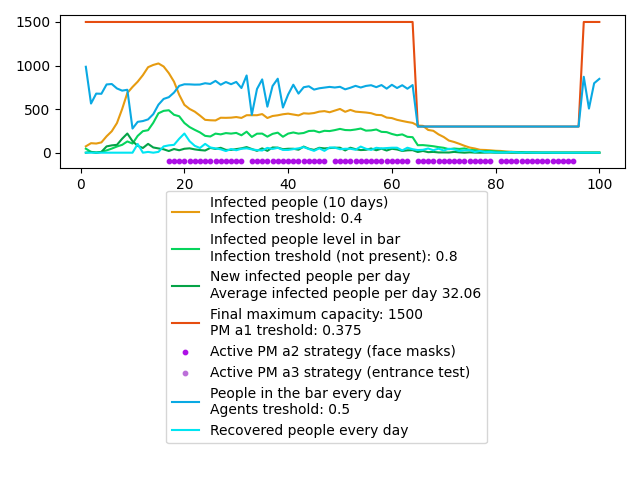 1500
1000
500
0
0
20
40
60
80
100
Infected people (10 days)
Infection treshold: 0.4
Infected people level in bar
Infection treshold (not present): 0.8
New infected people per day
Average infected people per day 32.06
Final maximum capacity: 1500
PM a1 treshold: 0.375
Active PM a2 strategy (face masks)
Active PM a3 strategy (entrance test)
People in the bar every day
Agents treshold: 0.5
Recovered people every day